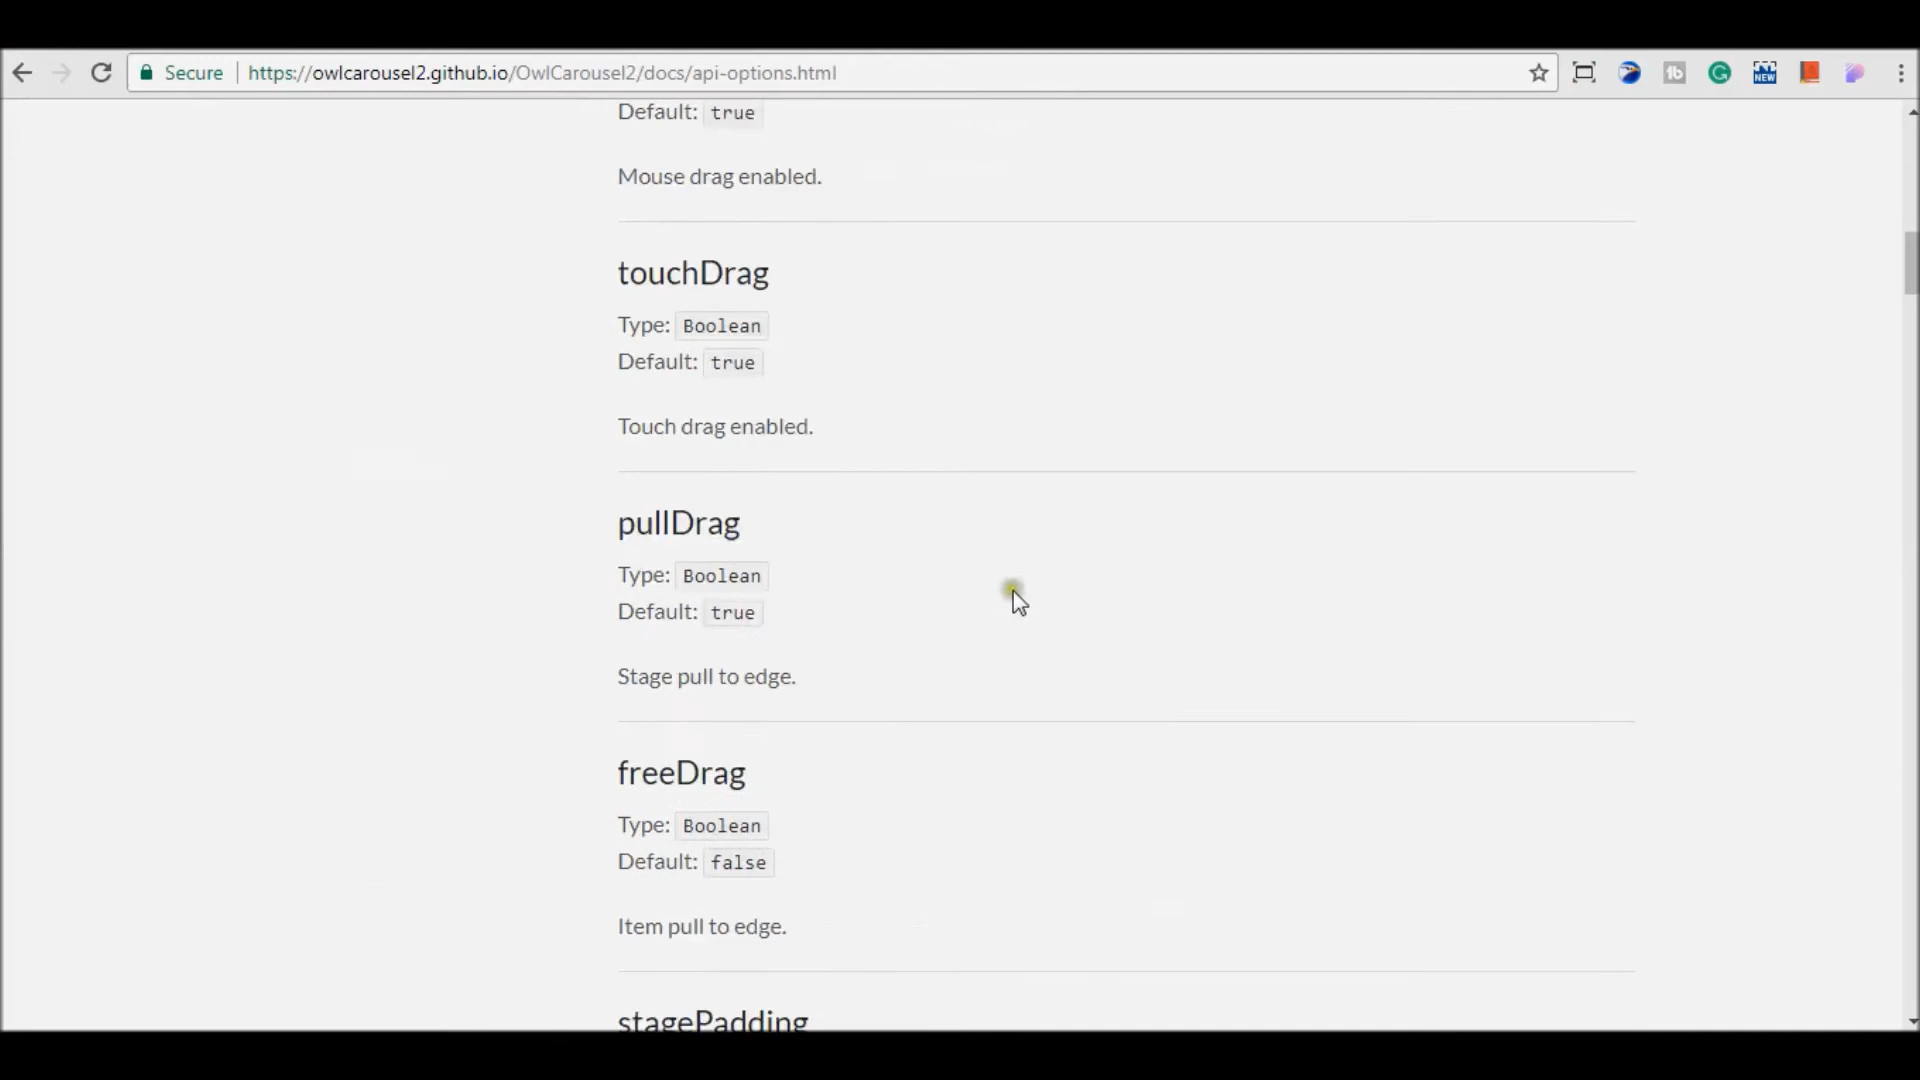 Secure https://owlcarousel2.github.io/OwlCarousel2/docs/api-options.html
tb G NEW
Default: true
Mouse drag enabled.
touchDrag
Type: Boolean
Default: true
Touch drag enabled.
pullDrag
Type: Boolean
Default: true
Stage pull to edge.
freeDrag
Type: Boolean
Default: false
Item pull to edge.
stagePadding